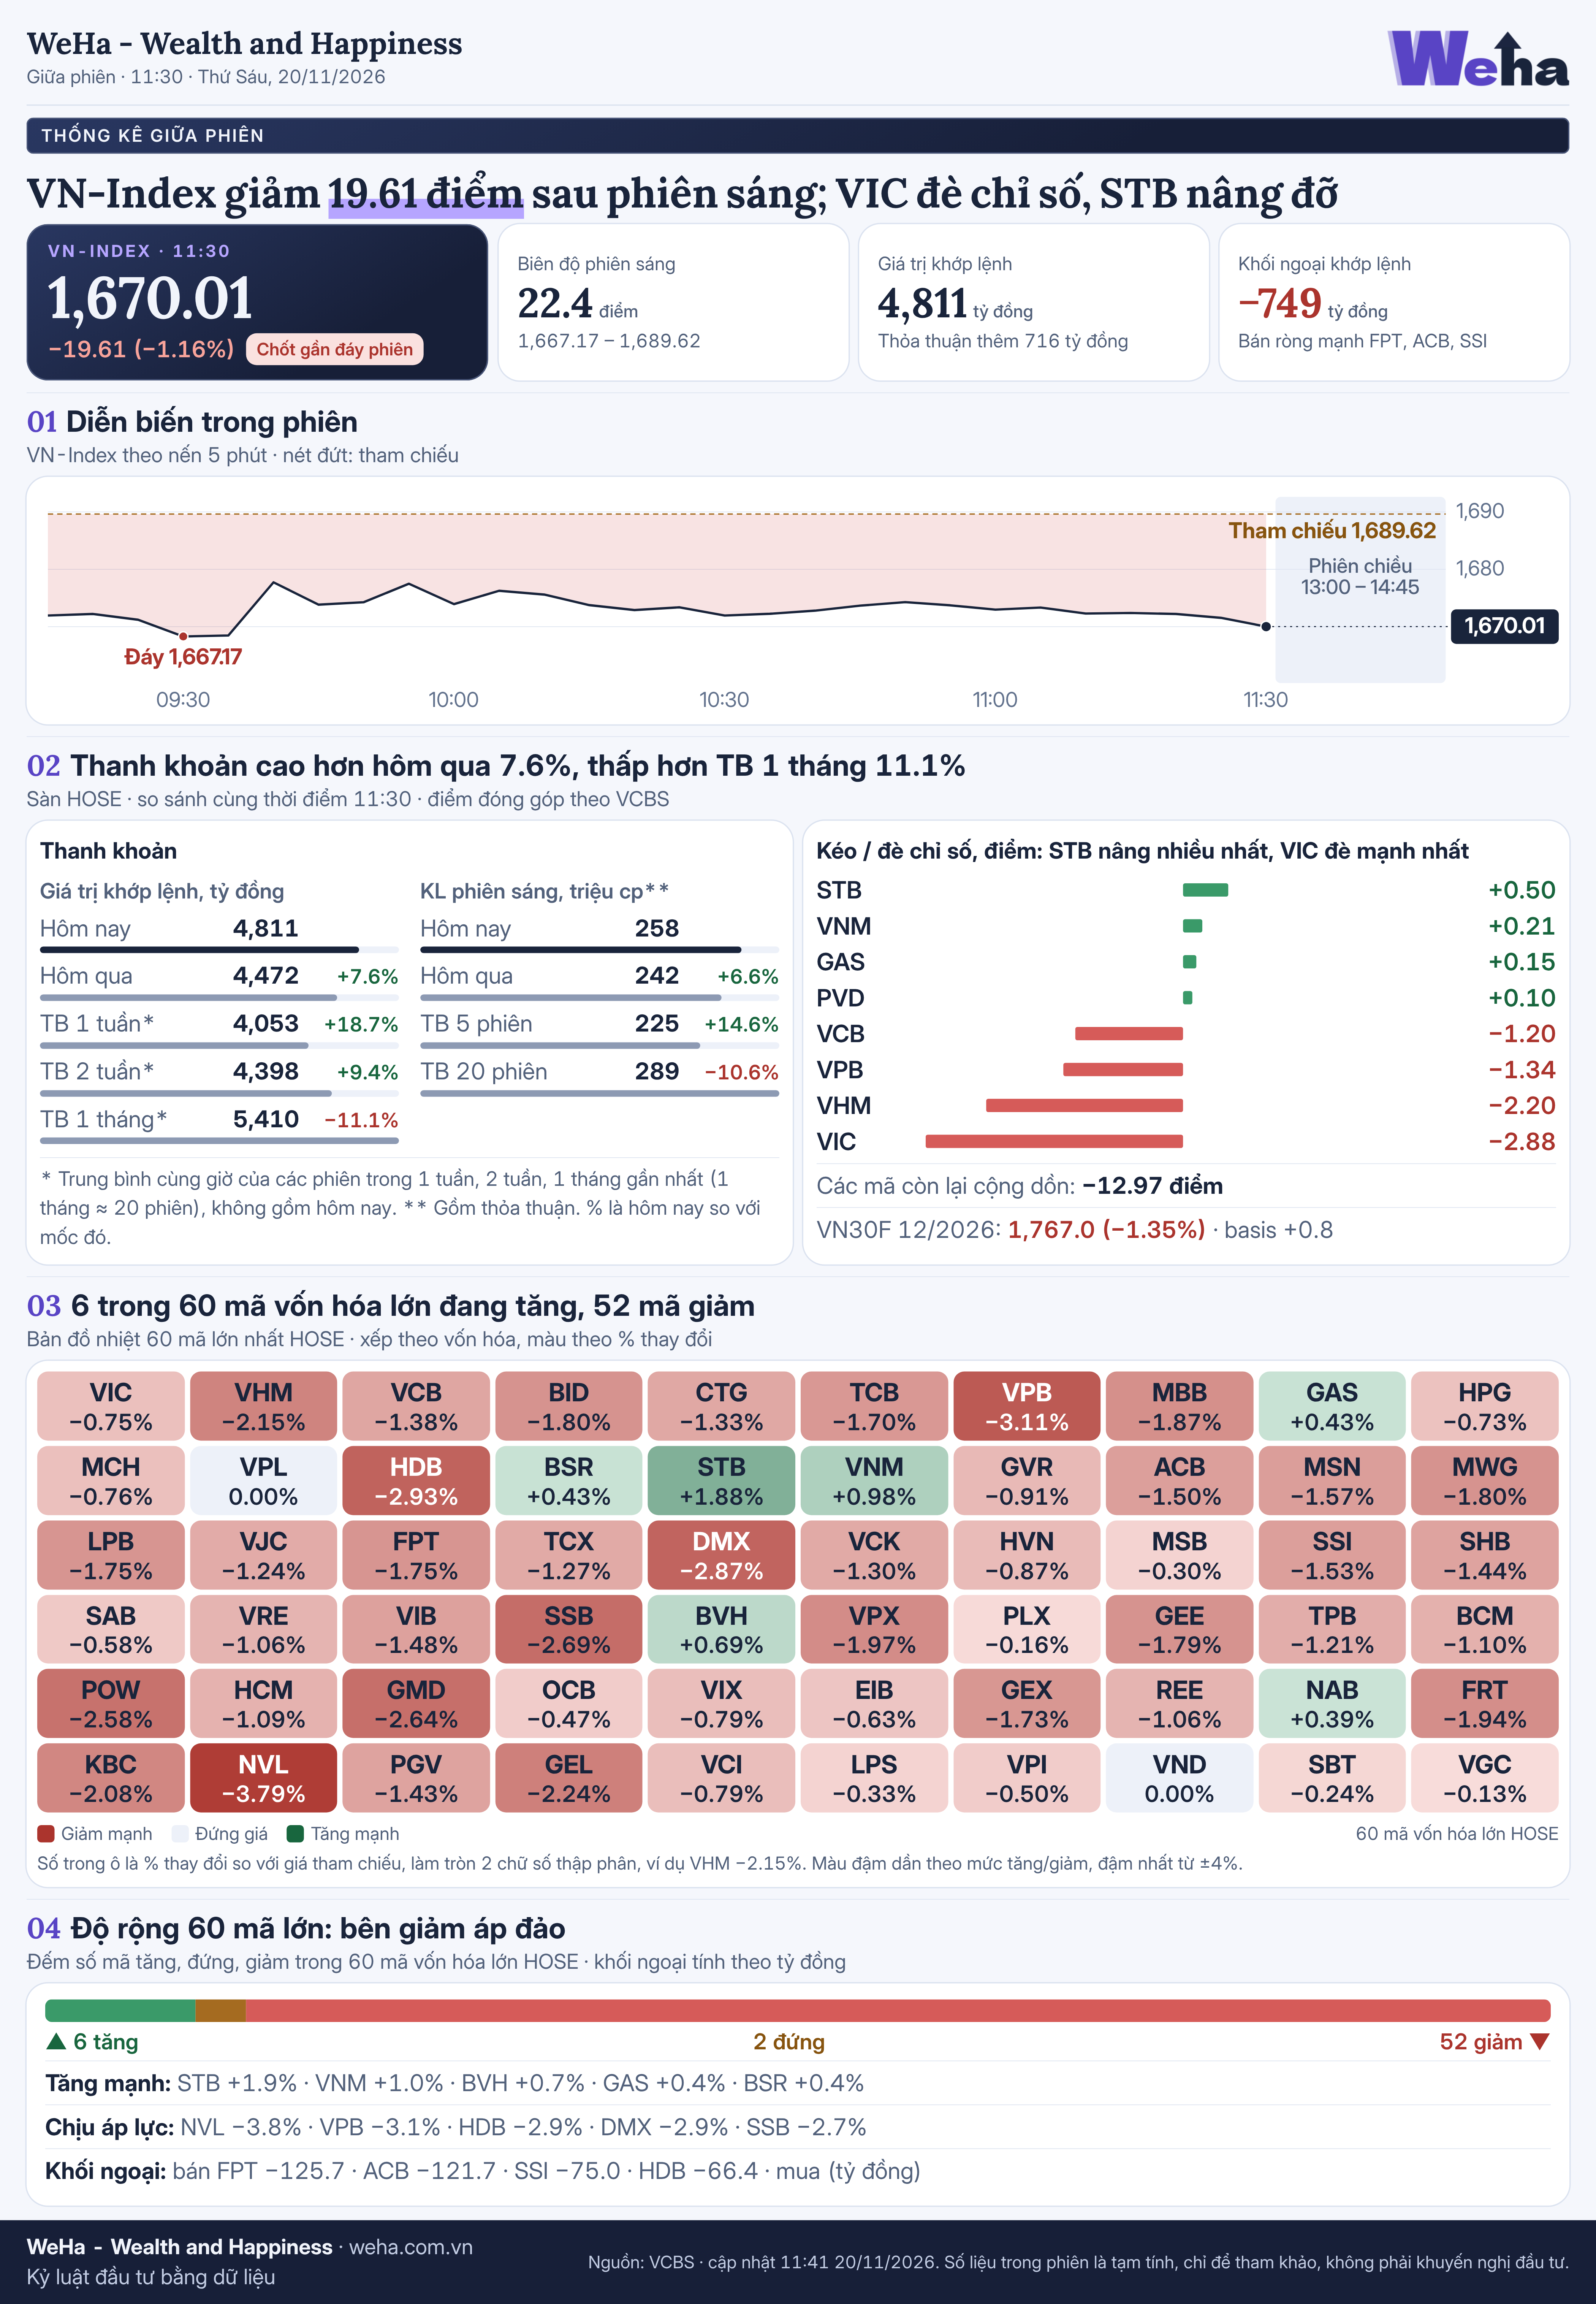 WeHa - Wealth and Happiness
Giữa phiên · 11:30 · Thứ Sáu, 20/11/2026
Weha
THỐNG KÊ GIỮA PHIÊN
VN-Index giảm 19.61 điểm sau phiên sáng; VIC đè chỉ số, STB nâng đỡ
VN-INDEX · 11:30
1,670.01
−19.61 (−1.16%) Chốt gần đáy phiên
Biên độ phiên sáng
22.4 điểm
1,667.17 – 1,689.62
Giá trị khớp lệnh
4,811 tỷ đồng
Thỏa thuận thêm 716 tỷ đồng
Khối ngoại khớp lệnh
−749 tỷ đồng
Bán ròng mạnh FPT, ACB, SSI
01 Diễn biến trong phiên
VN-Index theo nến 5 phút · nét đứt: tham chiếu
1,690
Tham chiếu 1,689.62
Phiên chiều
13:00 – 14:45
1,680
1,670.01
Đáy 1,667.17
09:30 10:00 10:30 11:00 11:30
02 Thanh khoản cao hơn hôm qua 7.6%, thấp hơn TB 1 tháng 11.1%
Sàn HOSE · so sánh cùng thời điểm 11:30 · điểm đóng góp theo VCBS
Thanh khoản
Giá trị khớp lệnh, tỷ đồng
Hôm nay 4,811
Hôm qua 4,472 +7.6%
TB 1 tuần* 4,053 +18.7%
TB 2 tuần* 4,398 +9.4%
TB 1 tháng* 5,410 −11.1%
KL phiên sáng, triệu cp**
Hôm nay 258
Hôm qua 242 +6.6%
TB 5 phiên 225 +14.6%
TB 20 phiên 289 −10.6%
* Trung bình cùng giờ của các phiên trong 1 tuần, 2 tuần, 1 tháng gần nhất (1
tháng ≈ 20 phiên), không gồm hôm nay. ** Gồm thỏa thuận. % là hôm nay so với
mốc đó.
Kéo / đè chỉ số, điểm: STB nâng nhiều nhất, VIC đè mạnh nhất
STB +0.50
VNM +0.21
GAS +0.15
PVD +0.10
VCB −1.20
VPB −1.34
VHM −2.20
VIC −2.88
Các mã còn lại cộng dồn: −12.97 điểm
VN30F 12/2026: 1,767.0 (−1.35%) · basis +0.8
03 6 trong 60 mã vốn hóa lớn đang tăng, 52 mã giảm
Bản đồ nhiệt 60 mã lớn nhất HOSE · xếp theo vốn hóa, màu theo % thay đổi
VIC VHM VCB BID CTG TCB VPB MBB GAS HPG
−0.75% −2.15% −1.38% −1.80% −1.33% −1.70% −3.11% −1.87% +0.43% −0.73%
MCH VPL HDB BSR STB VNM GVR ACB MSN MWG
−0.76% 0.00% −2.93% +0.43% +1.88% +0.98% −0.91% −1.50% −1.57% −1.80%
LPB VJC FPT TCX DMX VCK HVN MSB SSI SHB
−1.75% −1.24% −1.75% −1.27% −2.87% −1.30% −0.87% −0.30% −1.53% −1.44%
SAB VRE VIB SSB BVH VPX PLX GEE TPB BCM
−0.58% −1.06% −1.48% −2.69% +0.69% −1.97% −0.16% −1.79% −1.21% −1.10%
POW HCM GMD OCB VIX EIB GEX REE NAB FRT
−2.58% −1.09% −2.64% −0.47% −0.79% −0.63% −1.73% −1.06% +0.39% −1.94%
KBC NVL PGV GEL VCI LPS VPI VND SBT VGC
−2.08% −3.79% −1.43% −2.24% −0.79% −0.33% −0.50% 0.00% −0.24% −0.13%
Giảm mạnh Đứng giá Tăng mạnh 60 mã vốn hóa lớn HOSE
Số trong ô là % thay đổi so với giá tham chiếu, làm tròn 2 chữ số thập phân, ví dụ VHM −2.15%. Màu đậm dần theo mức tăng/giảm, đậm nhất từ ±4%.
04 Độ rộng 60 mã lớn: bên giảm áp đảo
Đếm số mã tăng, đứng, giảm trong 60 mã vốn hóa lớn HOSE · khối ngoại tính theo tỷ đồng
▲ 6 tăng 2 đứng 52 giảm ▼
Tăng mạnh: STB +1.9% · VNM +1.0% · BVH +0.7% · GAS +0.4% · BSR +0.4%
Chịu áp lực: NVL −3.8% · VPB −3.1% · HDB −2.9% · DMX −2.9% · SSB −2.7%
Khối ngoại: bán FPT −125.7 · ACB −121.7 · SSI −75.0 · HDB −66.4 · mua (tỷ đồng)
WeHa - Wealth and Happiness · weha.com.vn
Kỷ luật đầu tư bằng dữ liệu
Nguồn: VCBS · cập nhật 11:41 20/11/2026. Số liệu trong phiên là tạm tính, chỉ để tham khảo, không phải khuyến nghị đầu tư.